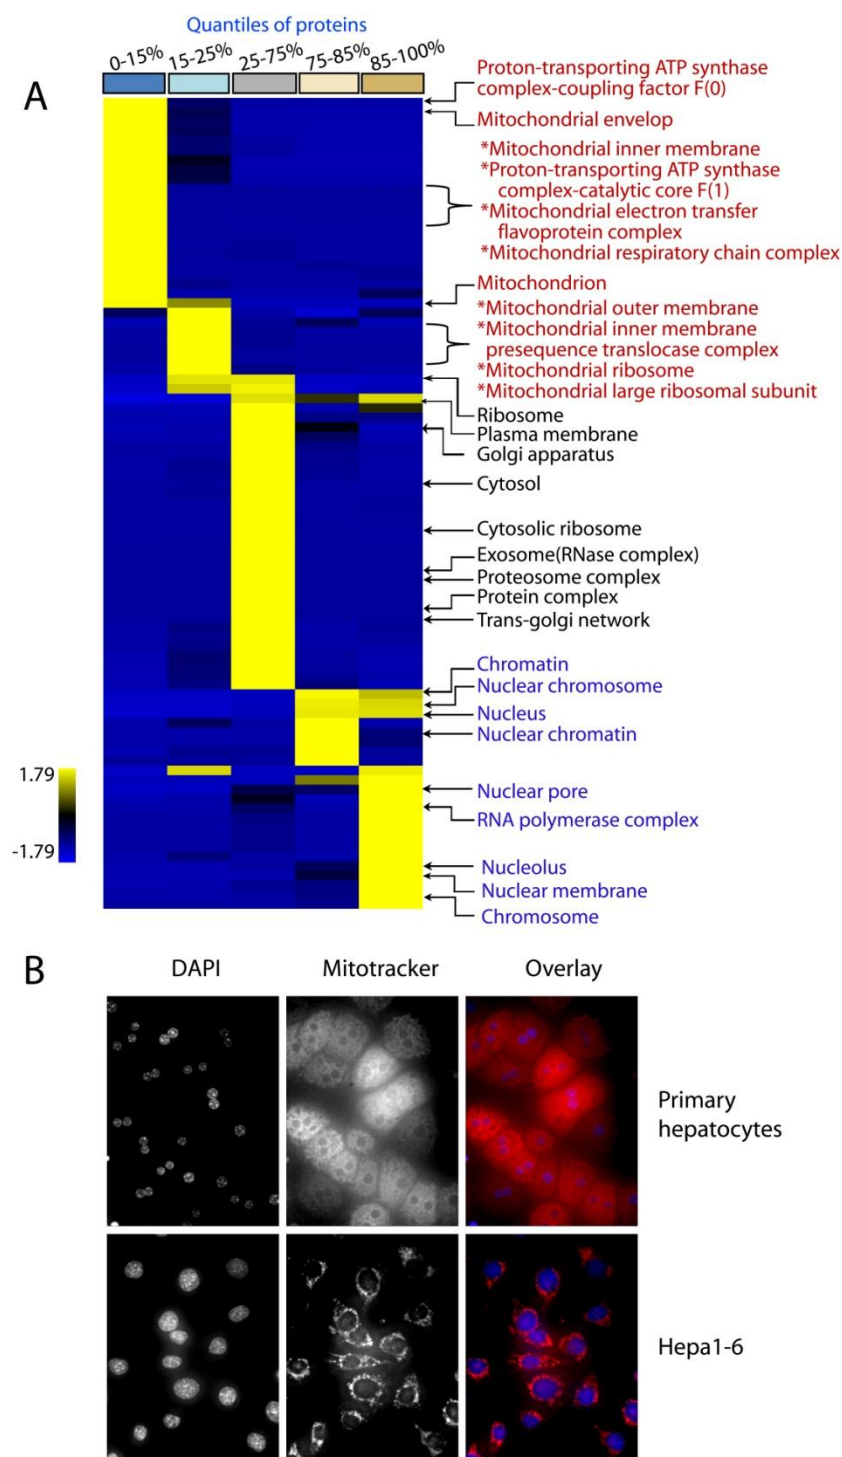 Quantiles of proteins
0-15% 15-25% 25-75% 75-85% 85-100%
A
Proton-transporting ATP synthase
complex-coupling factor F(0)
Mitochondrial envelop
*Mitochondrial inner membrane
*Proton-transporting ATP synthase
complex-catalytic core F(1)
*Mitochondrial electron transfer
flavoprotein complex
*Mitochondrial respiratory chain complex
Mitochondrion
*Mitochondrial outer membrane
*Mitochondrial inner membrane
presequence translocase complex
*Mitochondrial ribosome
*Mitochondrial large ribosomal subunit
Ribosome
Plasma membrane
Golgi apparatus
Cytosol
Cytosolic ribosome
Exosome(RNase complex)
Proteosome complex
Protein complex
Trans-golgi network
Chromatin
Nuclear chromosome
Nucleus
Nuclear chromatin
1.79
-1.79
Nuclear pore
RNA polymerase complex
Nucleolus
Nuclear membrane
Chromosome
B
DAPI Mitotracker Overlay
Primary
hepatocytes
Hepa1-6